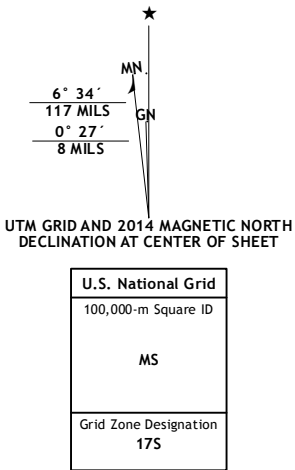 ★
MN
6° 34´
117 MILS
GN
0° 27´
8 MILS
UTM GRID AND 2014 MAGNETIC NORTH
DECLINATION AT CENTER OF SHEET
U.S. National Grid
100,000-m Square ID
MS
Grid Zone Designation
17S